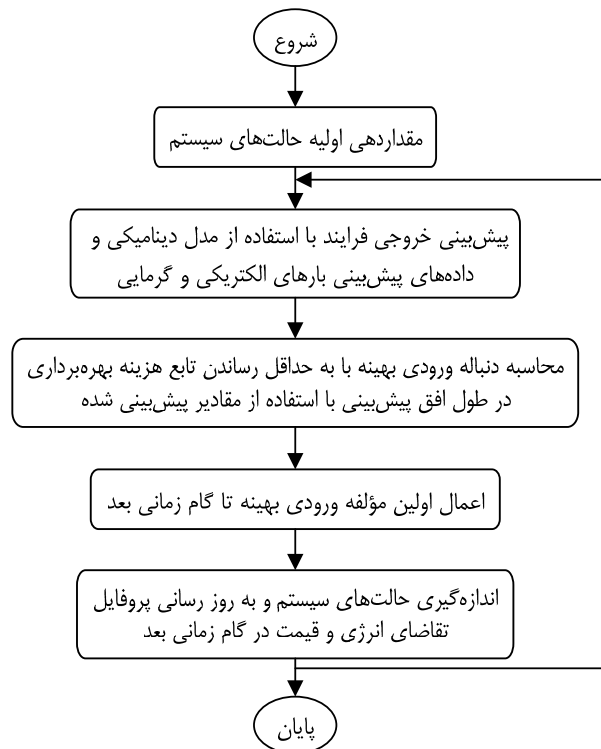 شروع
مقداردهی اولیه حالت‌های سیستم
پیش‌بینی خروجی فرایند با استفاده از مدل دینامیکی و
داده‌های پیش‌بینی بارهای الکتریکی و گرمایی
محاسبه دنباله ورودی بهینه با به حداقل رساندن تابع هزینه بهره‌برداری
در طول افق پیش‌بینی با استفاده از مقادیر پیش‌بینی شده
اعمال اولین مؤلفه ورودی بهینه تا گام زمانی بعد
اندازه‌گیری حالت‌های سیستم و به روز رسانی پروفایل
تقاضای انرژی و قیمت در گام زمانی بعد
پایان